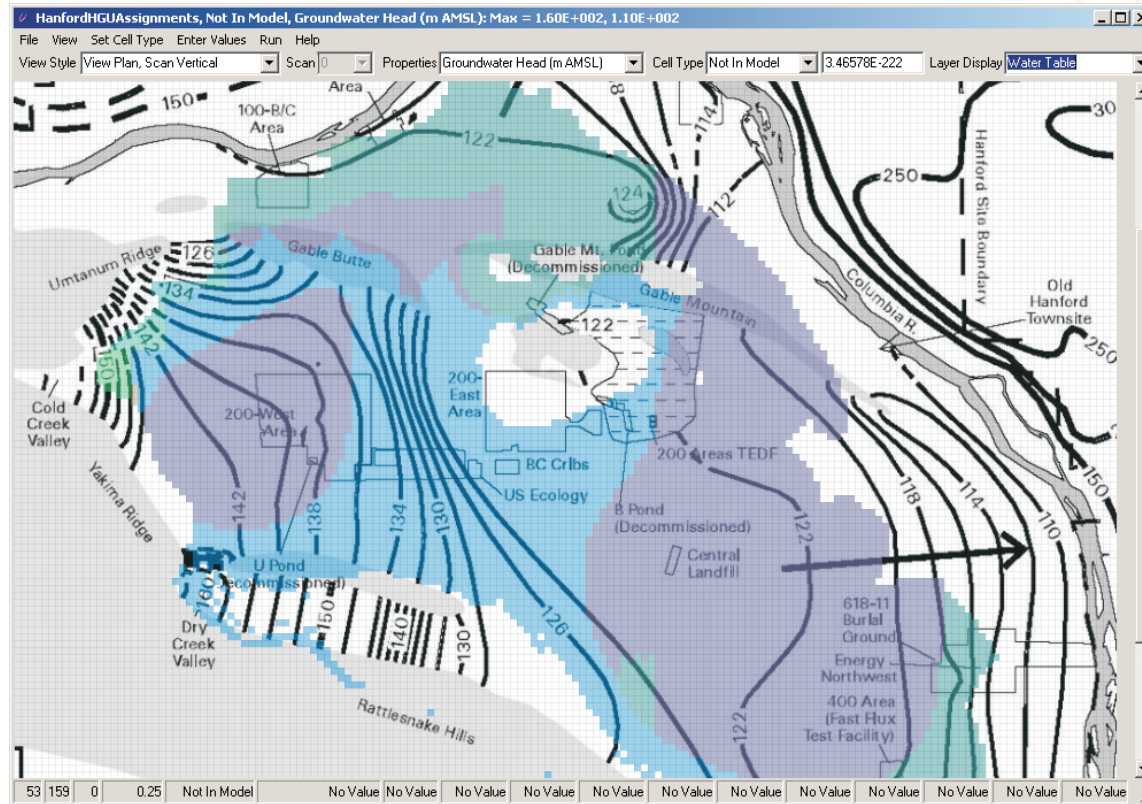 HanfordHGUAssignments, Not In Model, Groundwater Head (m AMSL): Max = 1.60E+002, 1.10E+002
File View Set Cell Type Enter Values Run Help
View Style View Plan, Scan Vertical Scan 0 Properties Groundwater Head (m AMSL) Cell Type Not In Model 3.46578E-222 Layer Display Water Table
150
Area
100-B/C
Area
122
114
30
250
124
112
Hanford Site Boundary
Umtanum Ridge
126
Gable Butte
Gable Mt. Pond
(Decommissioned)
134
Gable Mountain
Columbia R.
Old
Hanford
Townsite
122
142
250
150
200-East
Area
Cold
Creek
Valley
200-West
Area
Yakima Ridge
200 Areas TEDF
BC Cribs
US Ecology
150
142
138
134
130
118
114
110
B Pond
(Decommissioned)
122
Central
Landfill
U Pond
(Decommissioned)
160
150
140
130
126
618-11
Burial
Ground
Dry
Creek
Valley
Energy
Northwest
Rattlesnake Hills
122
400 Area
(Fast Flux
Test Facility)
53 159 0 0.25 Not In Model No Value No Value No Value No Value No Value No Value No Value No Value No Value No Value No Value